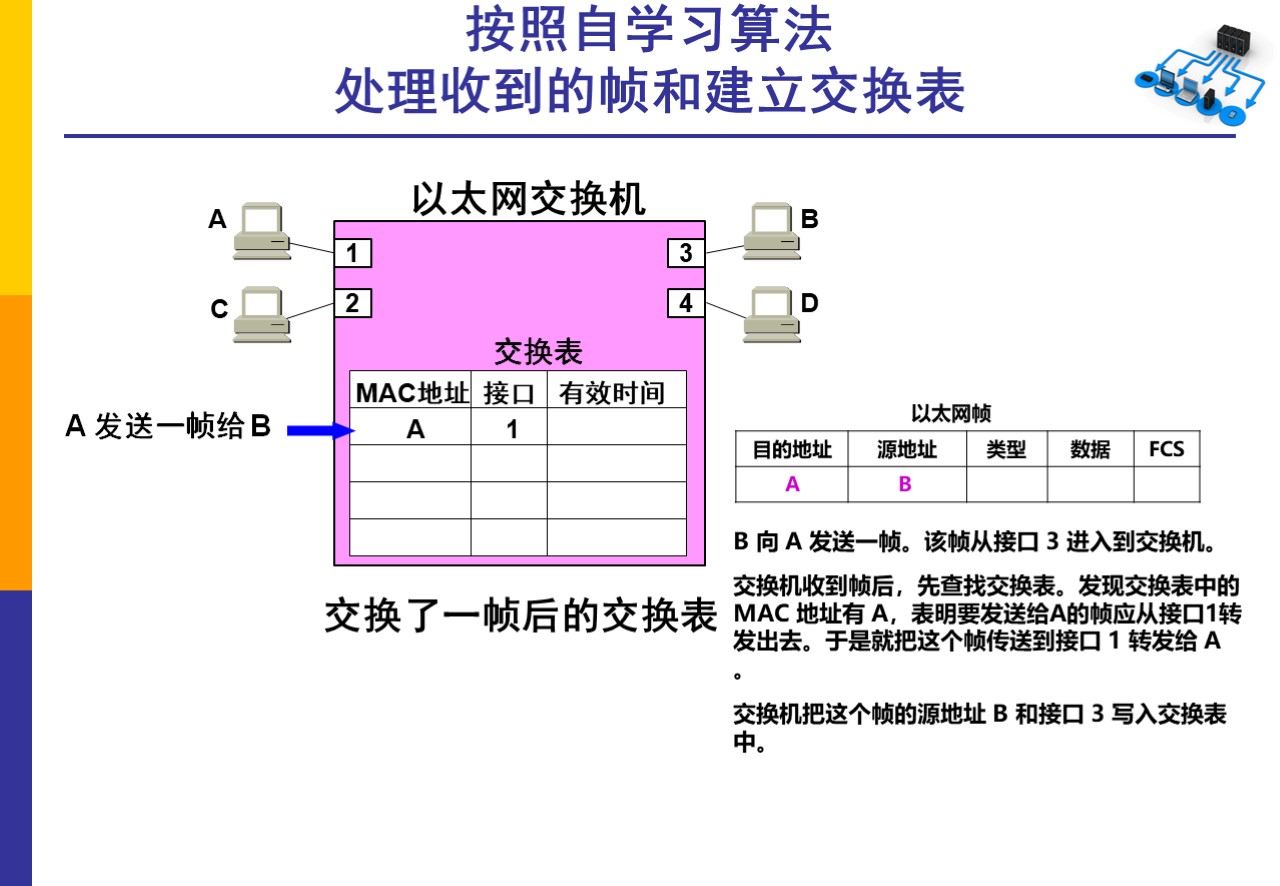 按照自学习算法
处理收到的帧和建立交换表
以太网交换机
A
1
3
B
C
2
4
D
交换表
MAC地址 接口 有效时间
A 发送一帧给 B
A 1
交换了一帧后的交换表
以太网帧
目的地址 源地址 类型 数据 FCS
A B
B 向 A 发送一帧。该帧从接口 3 进入到交换机。
交换机收到帧后，先查找交换表。发现交换表中的
MAC 地址有 A，表明要发送给A的帧应从接口1转
发出去。于是就把这个帧传送到接口 1 转发给 A
。
交换机把这个帧的源地址 B 和接口 3 写入交换表
中。